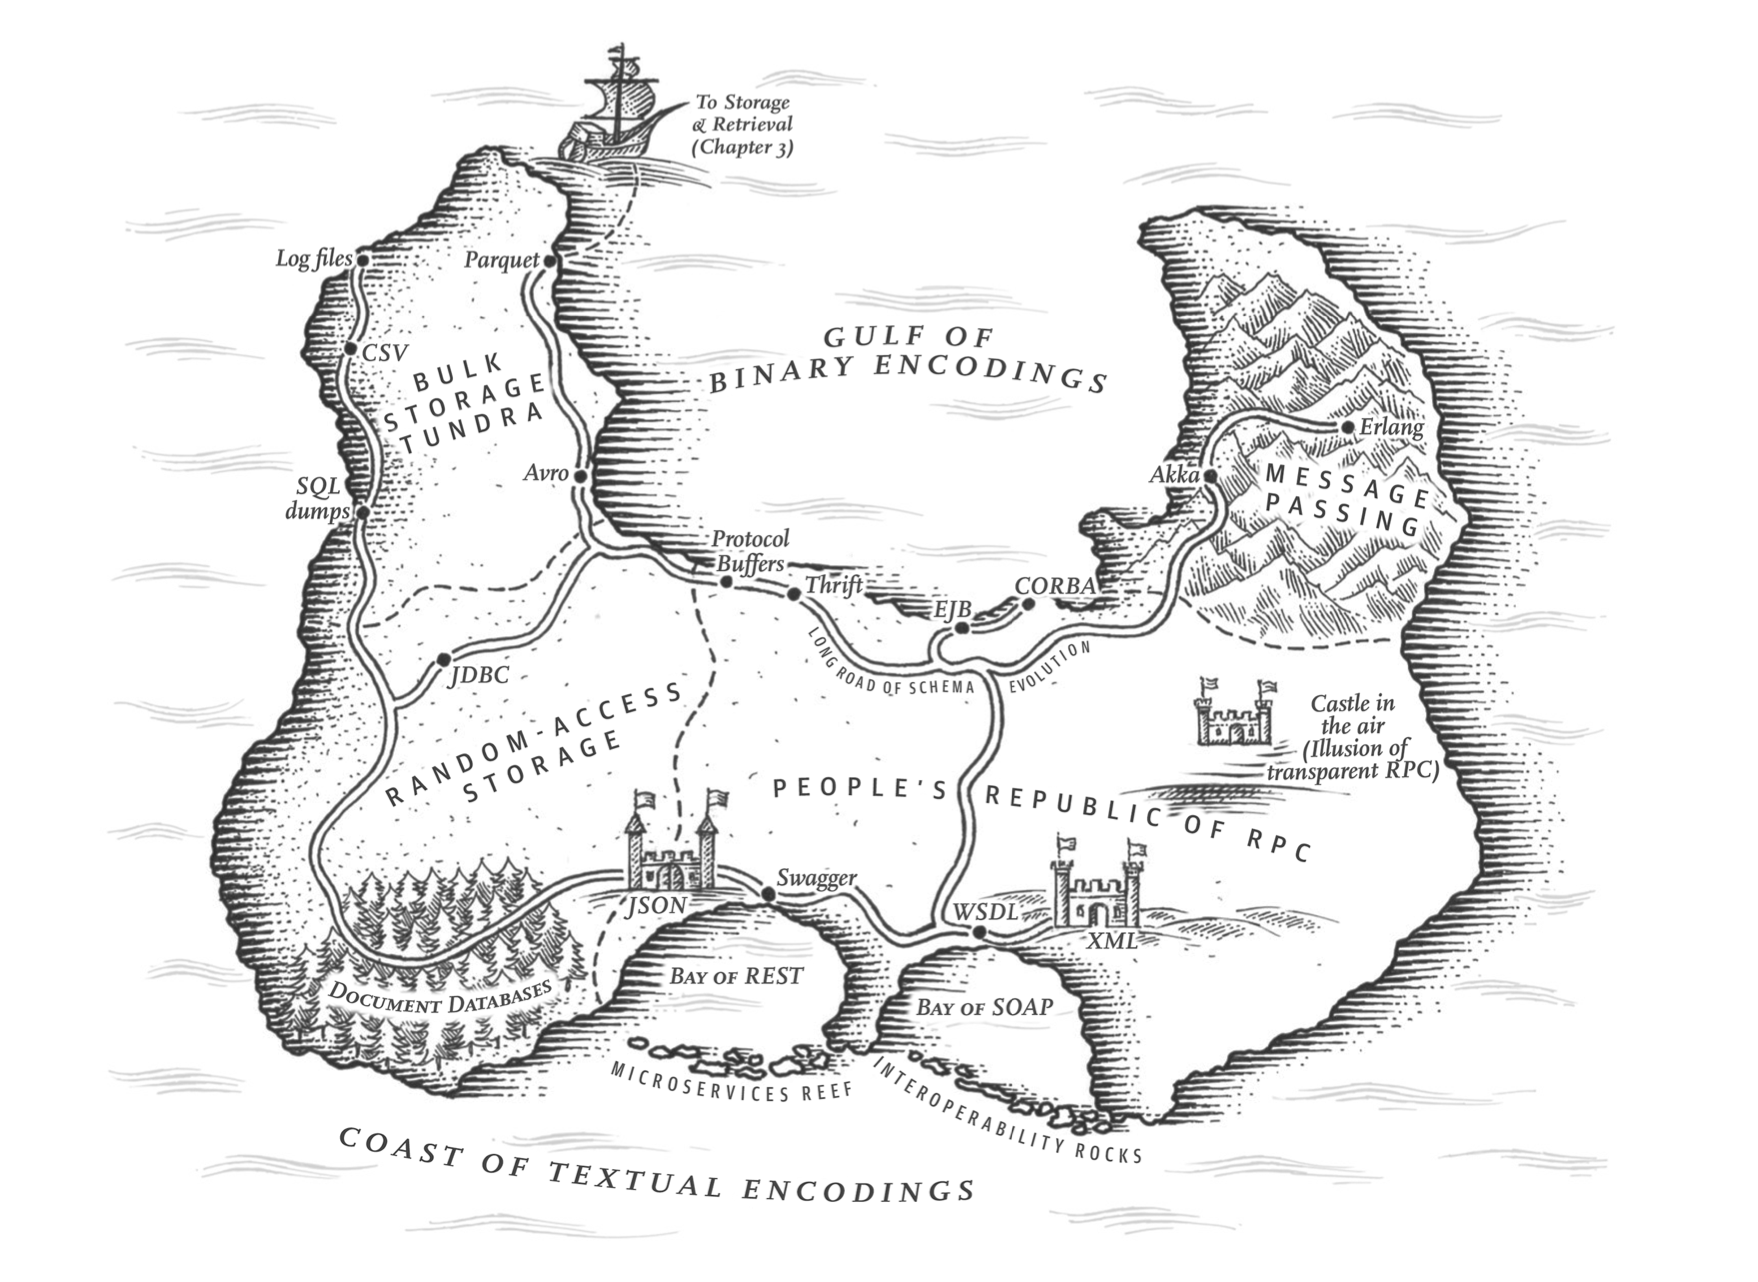 To Storage
& Retrieval
(Chapter 3)
Log files
Parquet
CSV
GULF OF
BINARY ENCODINGS
BULK
STORAGE
TUNDRA
Erlang
Avro
Akka
MESSAGE
PASSING
SQL
dumps
Protocol
Buffers
Thrift
CORBA
EJB
LONG ROAD OF SCHEMA EVOLUTION
JDBC
RANDOM-ACCESS
STORAGE
Castle in
the air
(Illusion of
transparent RPC)
PEOPLE'S REPUBLIC OF RPC
Swagger
JSON
WSDL
XML
DOCUMENT DATABASES
BAY OF REST
BAY OF SOAP
MICROSERVICES REEF
INTEROPERABILITY ROCKS
COAST OF TEXTUAL ENCODINGS